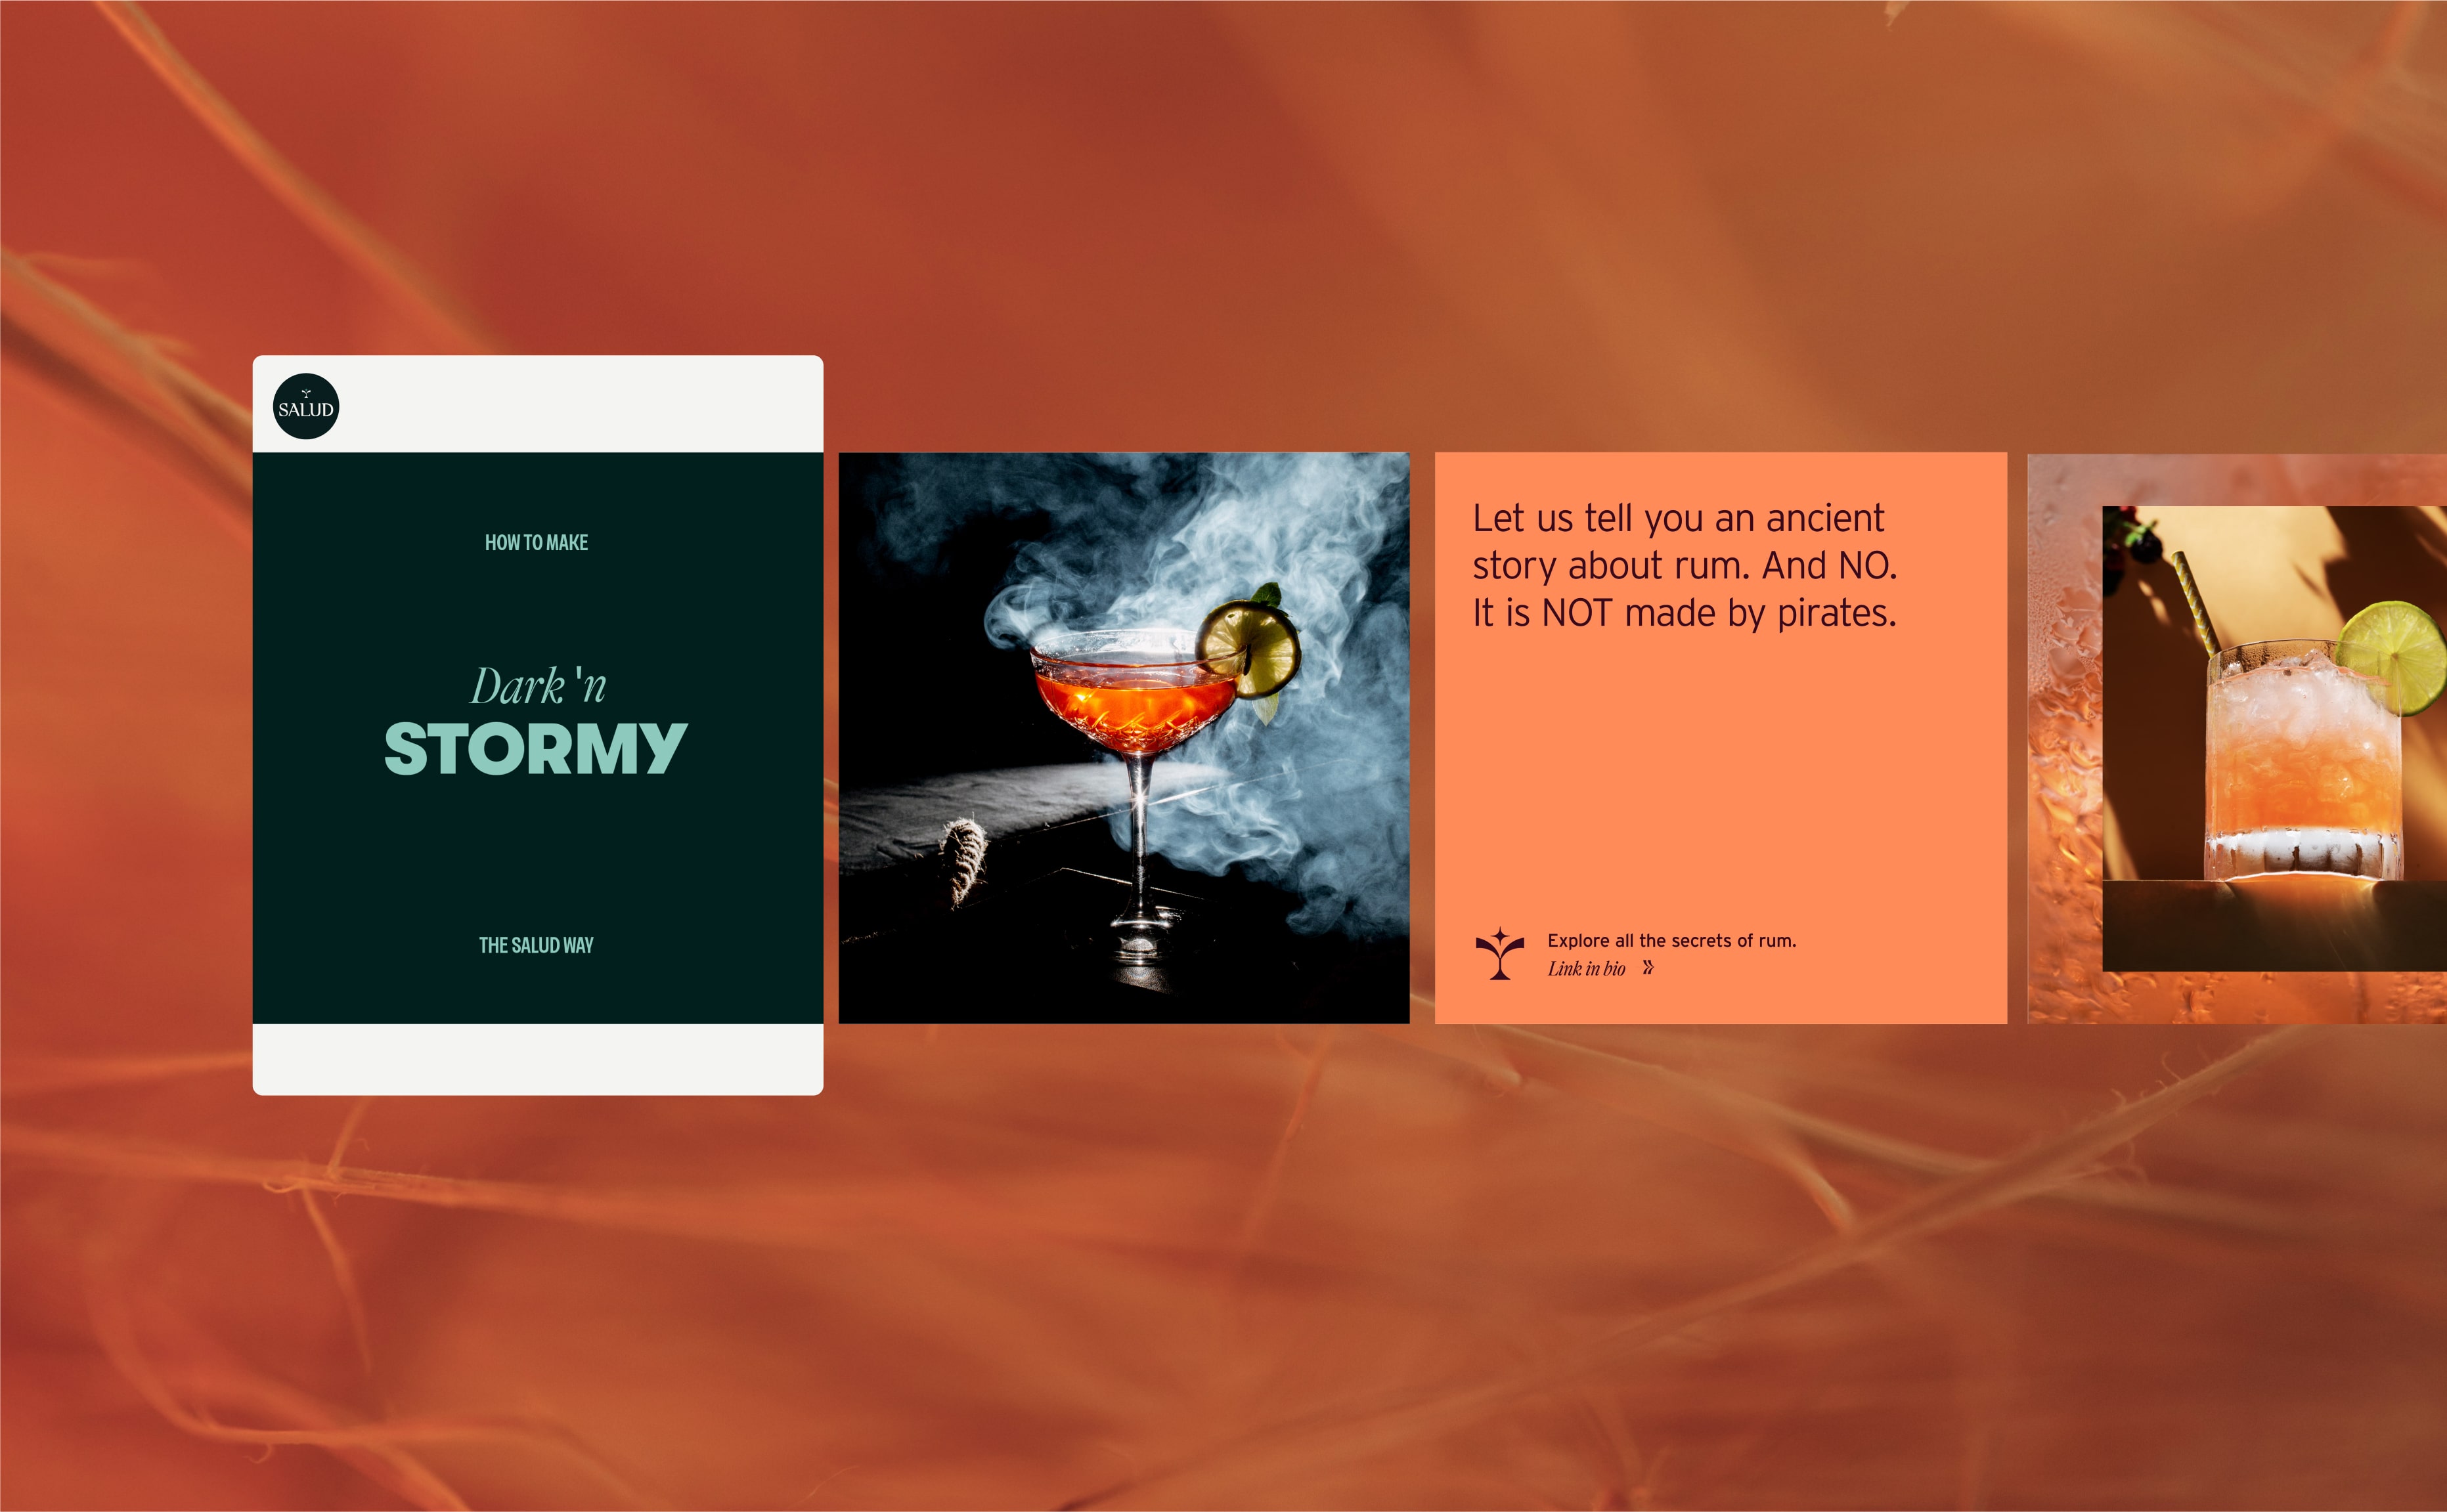 SALUD
HOW TO MAKE
Dark 'n
STORMY
THE SALUD WAY
Let us tell you an ancient
story about rum. And NO.
It is NOT made by pirates.
Explore all the secrets of rum.
Link in bio